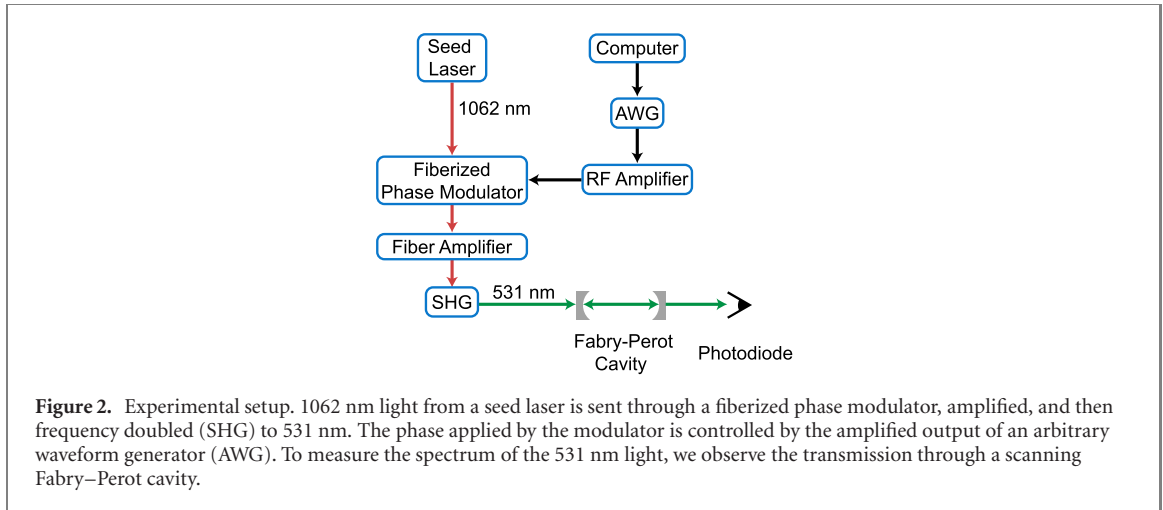 Seed
Laser
Computer
1062 nm
AWG
Fiberized
Phase Modulator
RF Amplifier
Fiber Amplifier
SHG
531 nm
Fabry-Perot
Cavity
Photodiode
Figure 2. Experimental setup. 1062 nm light from a seed laser is sent through a fiberized phase modulator, amplified, and then
frequency doubled (SHG) to 531 nm. The phase applied by the modulator is controlled by the amplified output of an arbitrary
waveform generator (AWG). To measure the spectrum of the 531 nm light, we observe the transmission through a scanning
Fabry–Perot cavity.